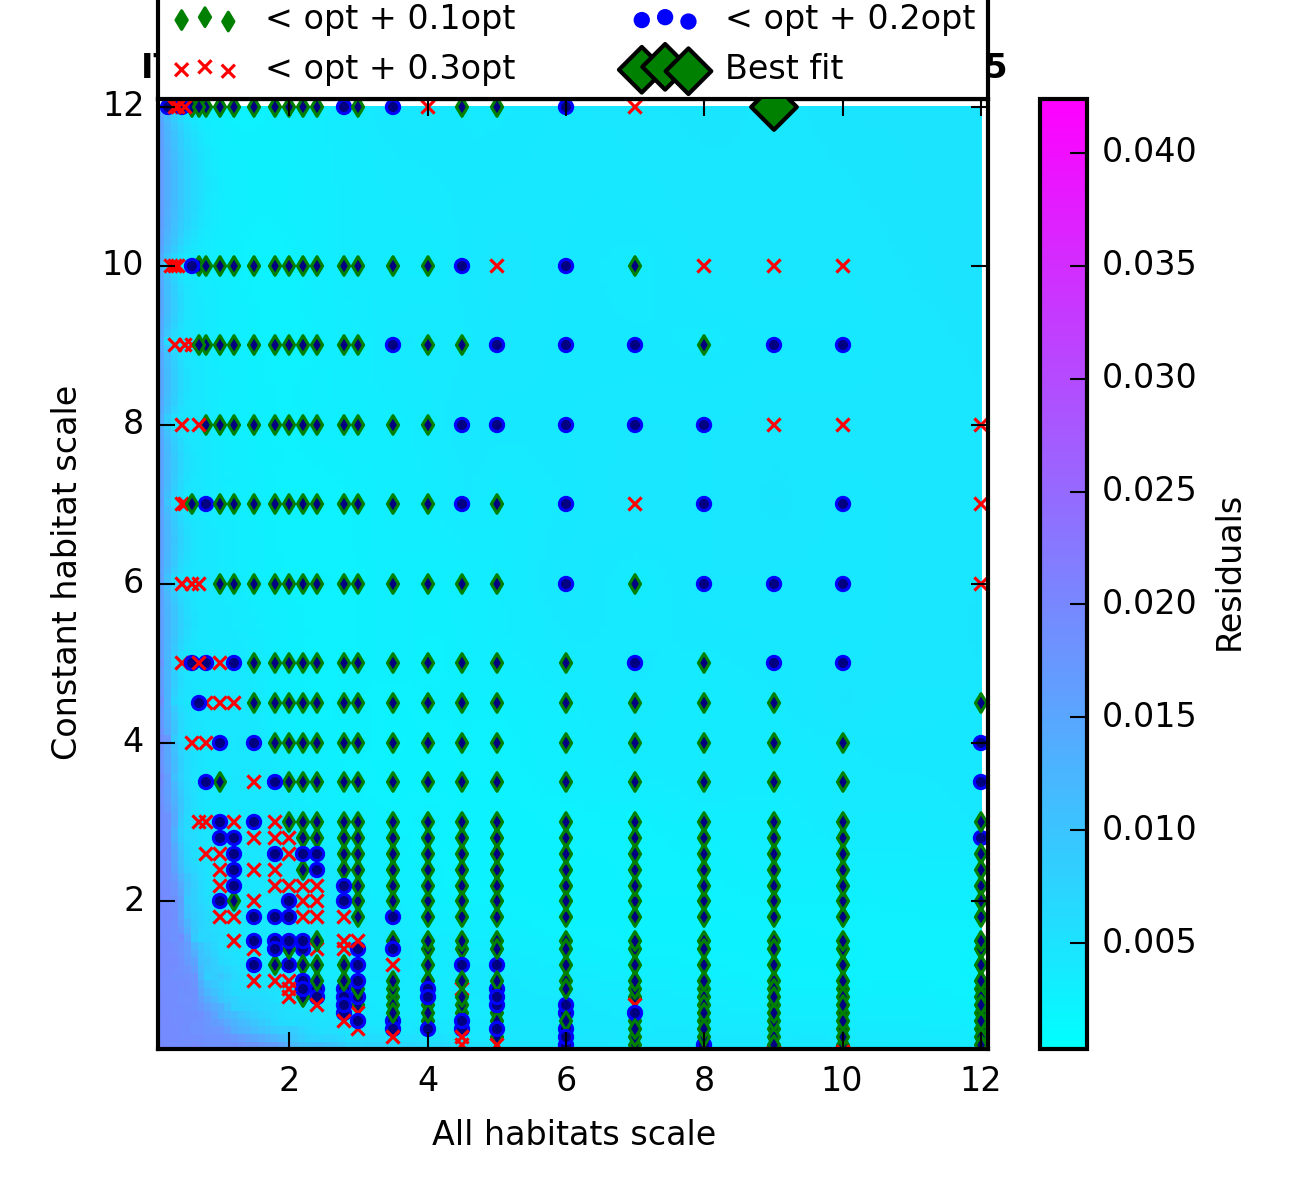 < opt + 0.1opt < opt + 0.2opt
< opt + 0.3opt Best fit
5
12
10
8
6
4
2
Constant habitat scale
2 4 6 8 10 12
All habitats scale
0.040
0.035
0.030
0.025
0.020
0.015
0.010
0.005
Residuals